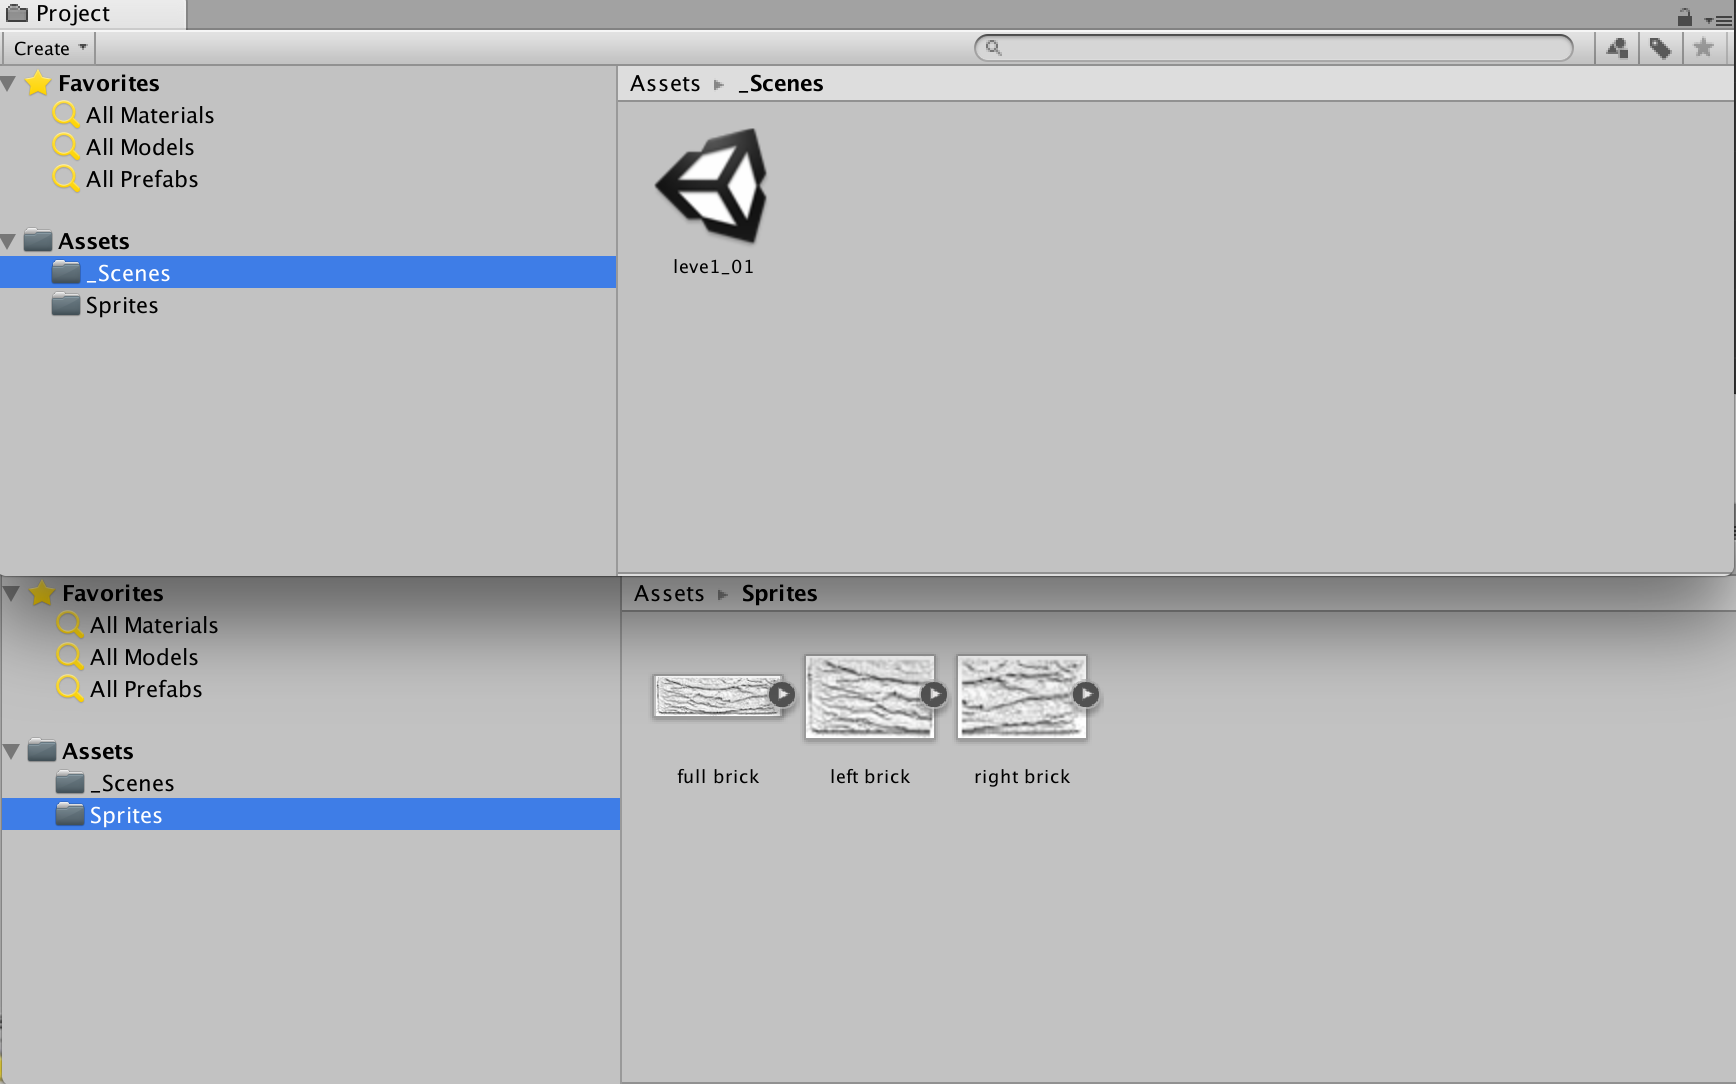 Project
Create
Favorites
All Materials
All Models
All Prefabs
Assets
_Scenes
Sprites
Assets _Scenes
leve1_01
Favorites
All Materials
All Models
All Prefabs
Assets
_Scenes
Sprites
Assets Sprites
full brick
left brick
right brick